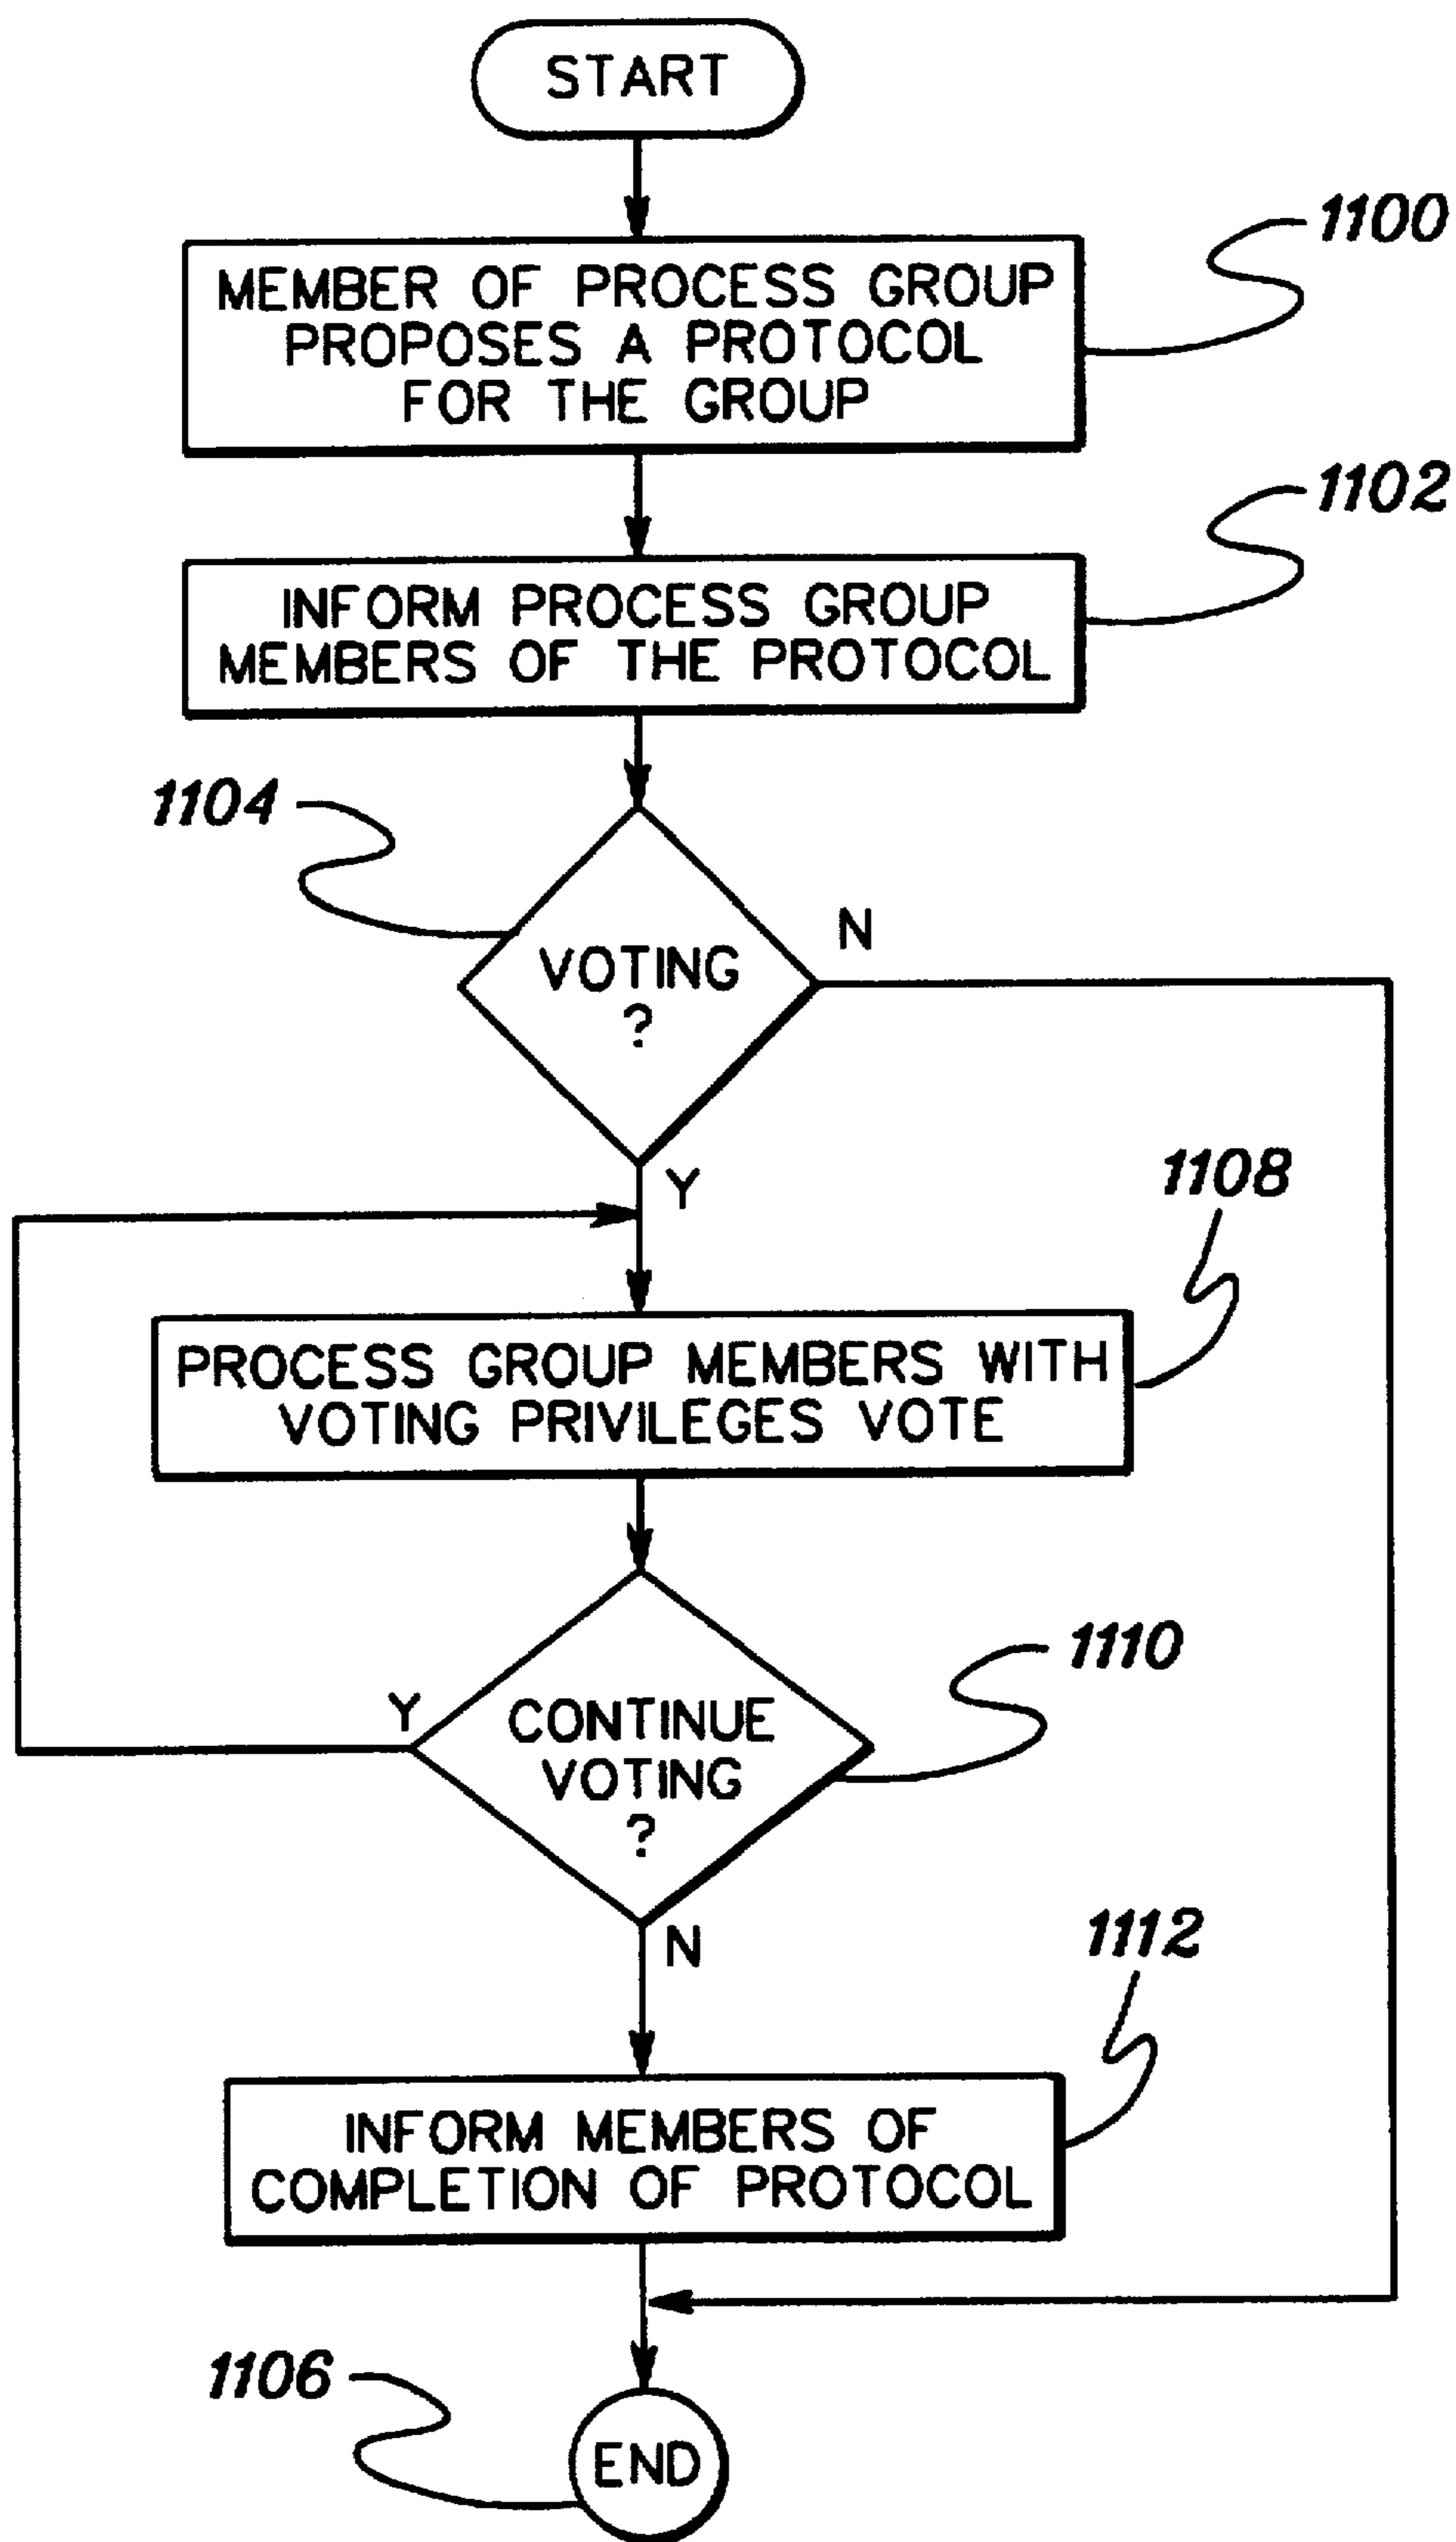 START
1100
MEMBER OF PROCESS GROUP
PROPOSES A PROTOCOL
FOR THE GROUP
1102
INFORM PROCESS GROUP
MEMBERS OF THE PROTOCOL
1104
N
VOTING
?
Y
1108
PROCESS GROUP MEMBERS WITH
VOTING PRIVILEGES VOTE
1110
Y
CONTINUE
VOTING
?
N
1112
INFORM MEMBERS OF
COMPLETION OF PROTOCOL
1106
END